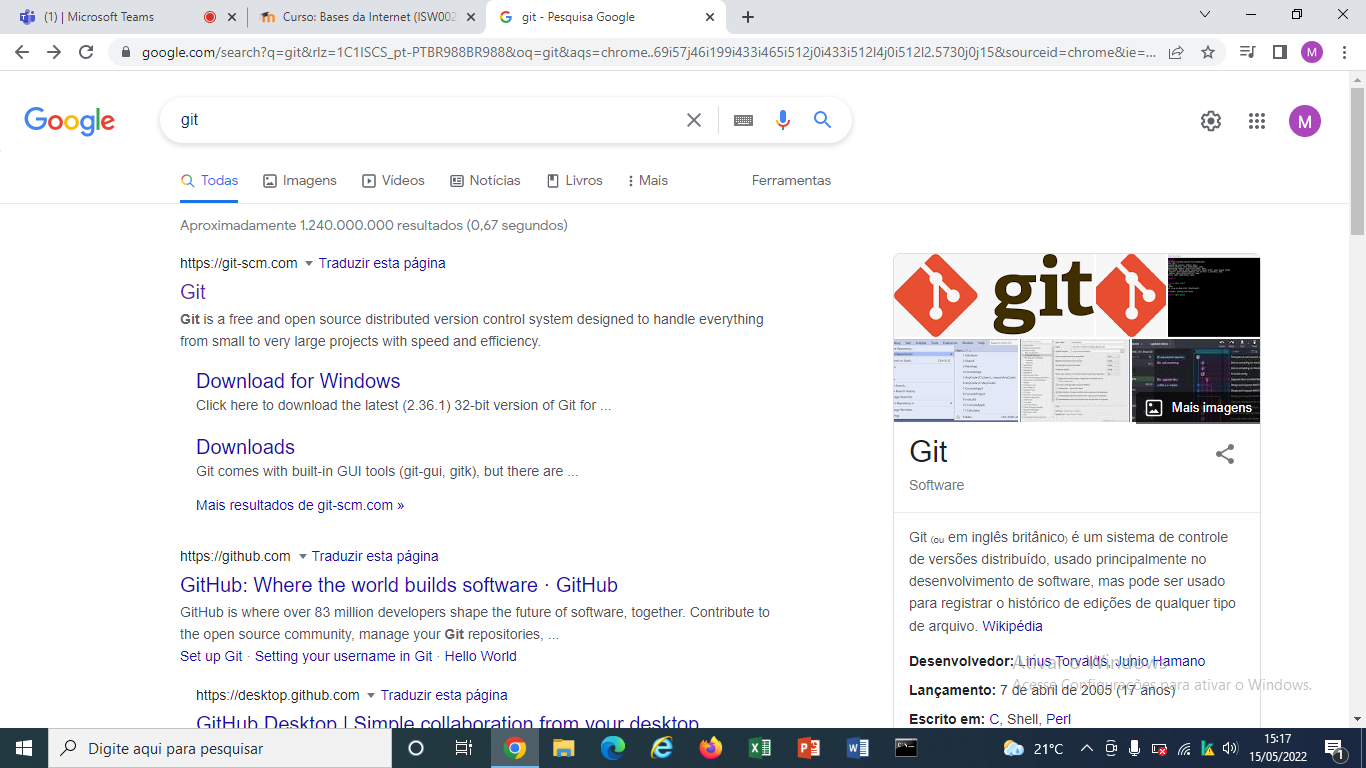 (1) | Microsoft Teams
Curso: Bases da Internet (ISW002
git - Pesquisa Google
google.com/search?q=git&rlz=1C1ISCS_pt-PTBR988BR988&oq=git&aqs=chrome..69i57j46i199i433i465i512j0i433i512l4j0i512l2.5730j0j15&sourceid=chrome&ie=...
M
Google
git
M
Todas
Imagens
Vídeos
Notícias
Livros
Mais
Ferramentas
Aproximadamente 1.240.000.000 resultados (0,67 segundos)
https://git-scm.com Traduzir esta página
Git
Git is a free and open source distributed version control system designed to handle everything
from small to very large projects with speed and efficiency.
Download for Windows
Click here to download the latest (2.36.1) 32-bit version of Git for ...
Downloads
Git comes with built-in GUI tools (git-gui, gitk), but there are ...
Mais resultados de git-scm.com »
https://github.com Traduzir esta página
GitHub: Where the world builds software · GitHub
GitHub is where over 83 million developers shape the future of software, together. Contribute to
the open source community, manage your Git repositories, ...
Set up Git · Setting your username in Git · Hello World
https://desktop.github.com Traduzir esta página
GitHub Desktop | Simple collaboration from your desktop
git
Mais imagens
Git
Software
Git (ou em inglês britânico) é um sistema de controle
de versões distribuído, usado principalmente no
desenvolvimento de software, mas pode ser usado
para registrar o histórico de edições de qualquer tipo
de arquivo. Wikipédia
Desenvolvedor: Linus Torvalds, Junio Hamano
Lançamento: 7 de abril de 2005 (17 anos)
Escrito em: C, Shell, Perl
Ativar o Windows
Acesse Configurações para ativar o Windows.
Digite aqui para pesquisar
21°C
15:17
15/05/2022
1